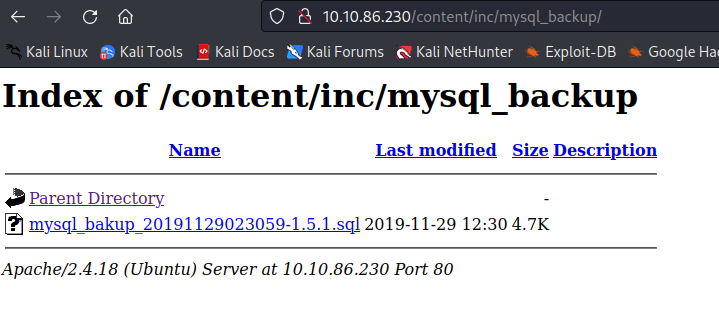 10.10.86.230/content/inc/mysql_backup/
Kali Linux Kali Tools Kali Docs Kali Forums Kali NetHunter Exploit-DB Google Hac
Index of /content/inc/mysql_backup
Name Last modified Size Description
Parent Directory -
mysql_bakup_20191129023059-1.5.1.sql 2019-11-29 12:30 4.7K
Apache/2.4.18 (Ubuntu) Server at 10.10.86.230 Port 80